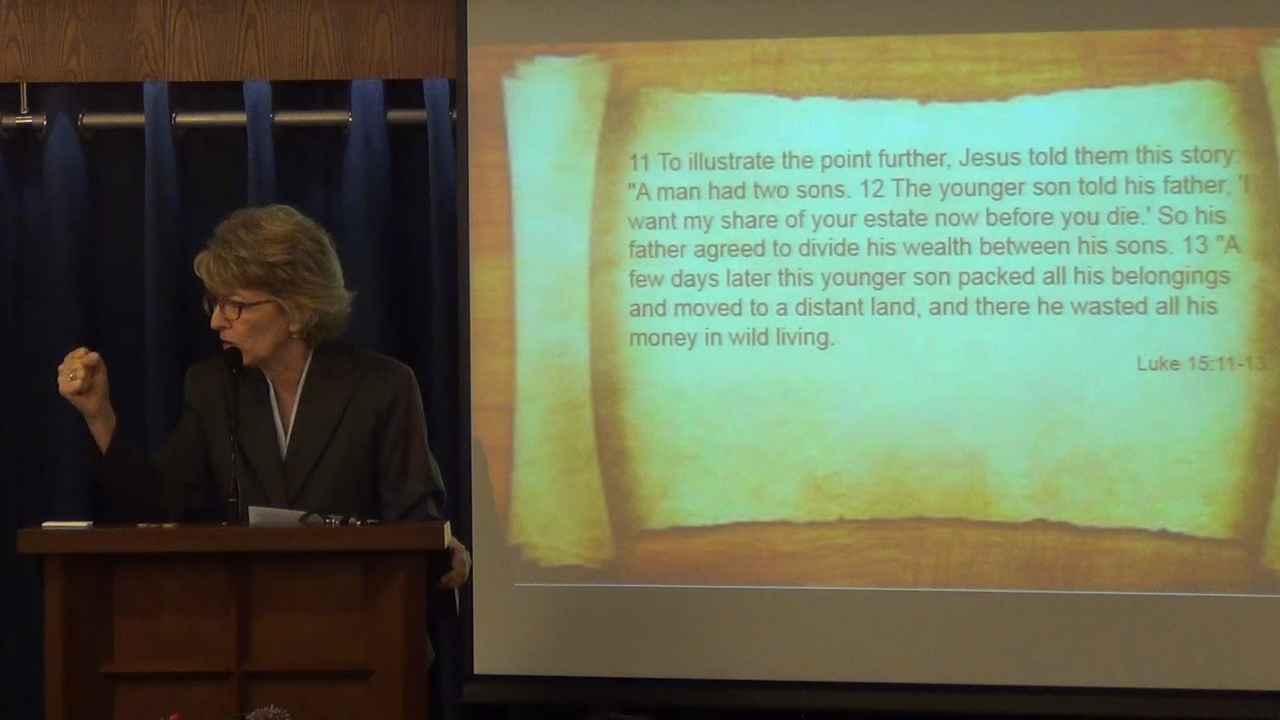 11 To illustrate the point further, Jesus told them this story:
"A man had two sons. 12 The younger son told his father, 'I
want my share of your estate now before you die.' So his
father agreed to divide his wealth between his sons. 13 "A
few days later this younger son packed all his belongings
and moved to a distant land, and there he wasted all his
money in wild living.
Luke 15:11-13